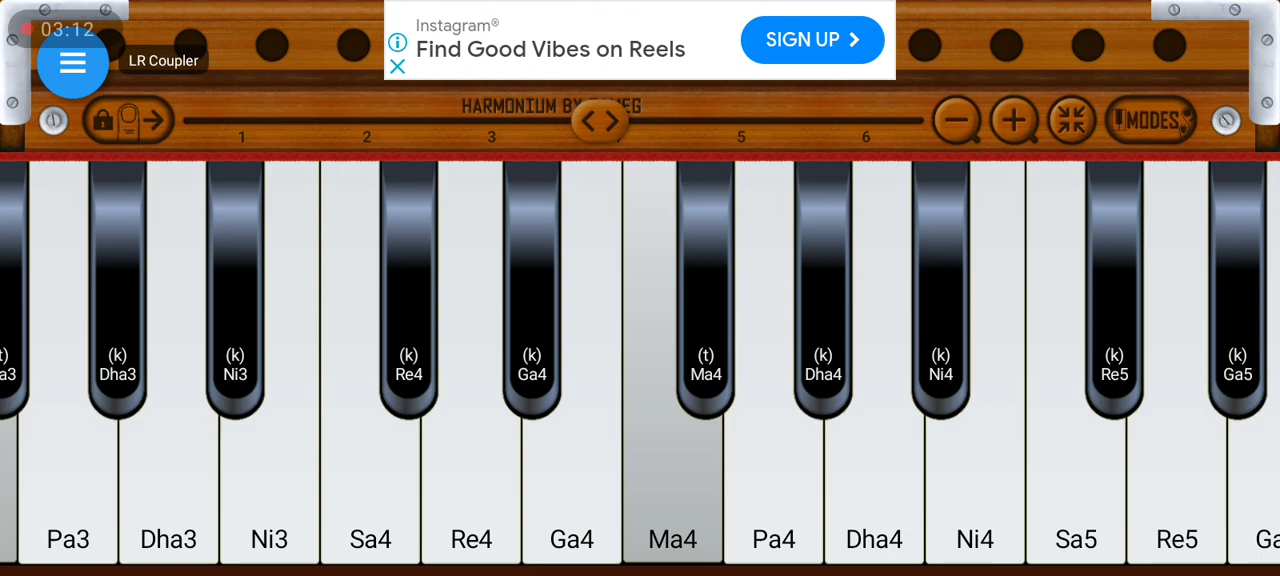 03:12
LR Coupler
Instagram®
Find Good Vibes on Reels
SIGN UP
HARMONIUM BY
MODES
1 2 3 5 6
(k) (k) (k) (k) (t) (k) (k) (k) (k)
Dha3 Ni3 Re4 Ga4 Ma4 Dha4 Ni4 Re5 Ga5
Pa3 Dha3 Ni3 Sa4 Re4 Ga4 Ma4 Pa4 Dha4 Ni4 Sa5 Re5